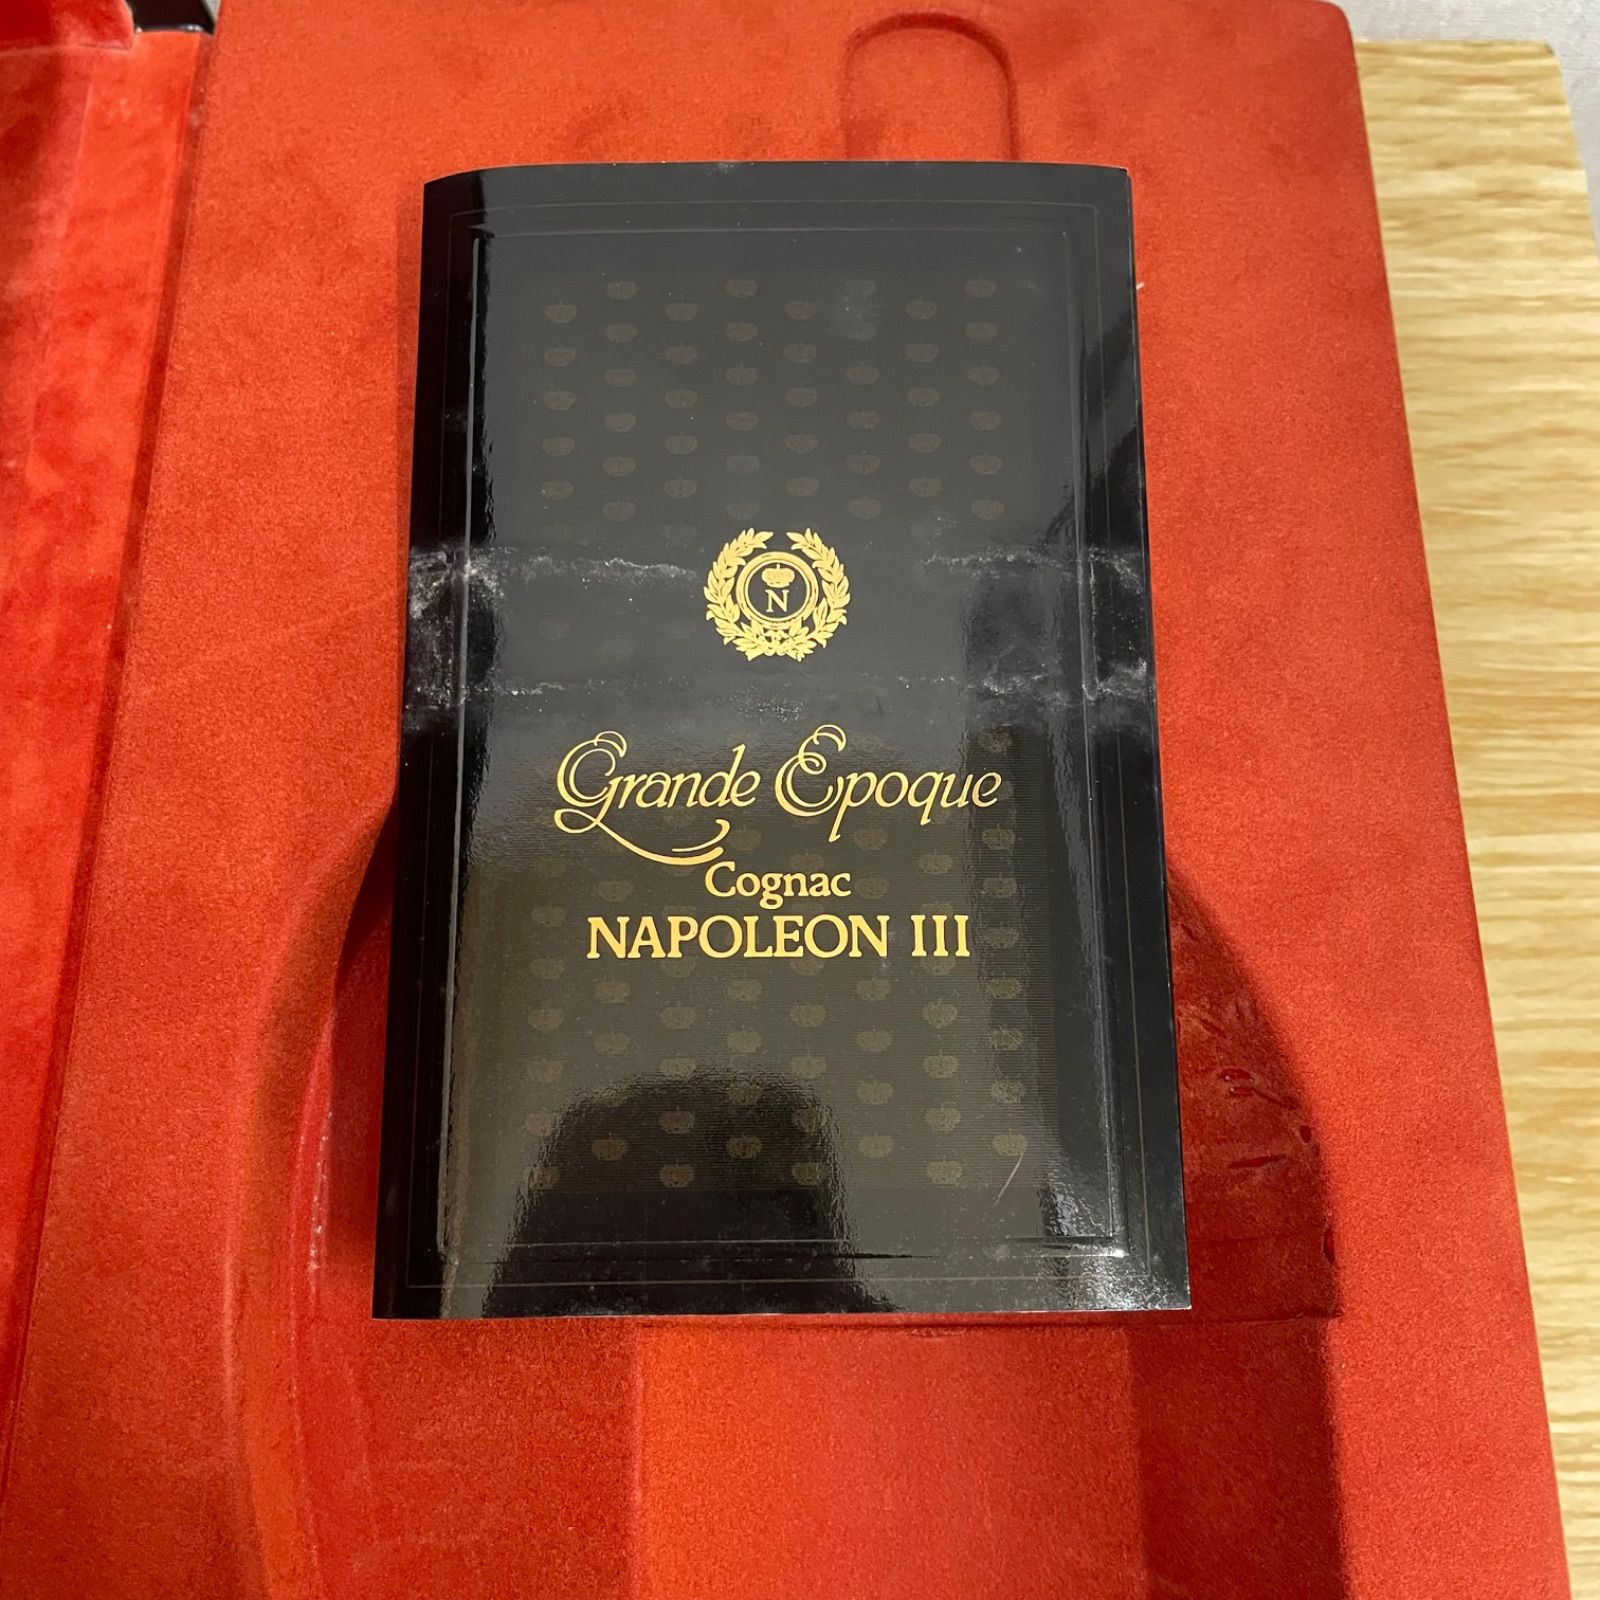 N
Grande Epoque
Cognac
NAPOLEON III